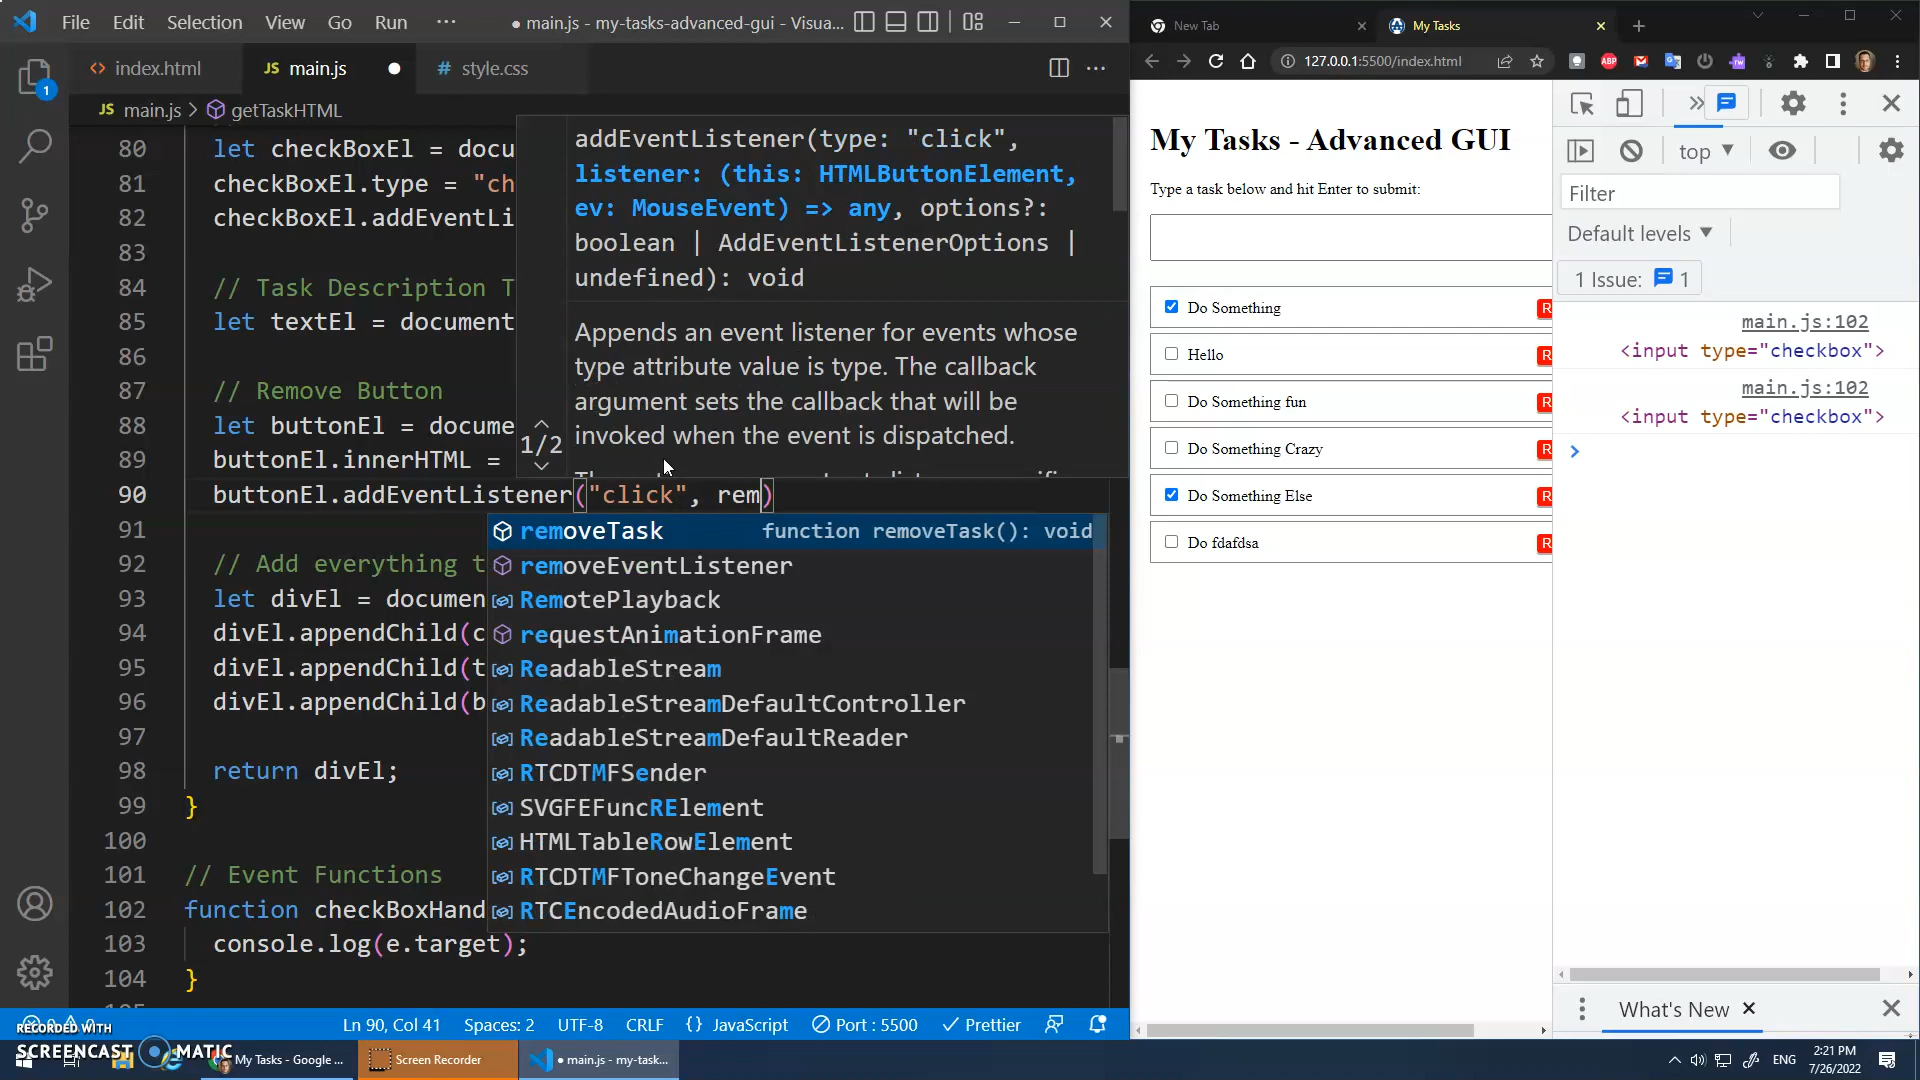 File Edit Selection View Go Run ··· ● main.js - my-tasks-advanced-gui - Visua...
<> index.html JS main.js ● # style.css ···
1
JS main.js > getTaskHTML
80 let checkBoxEl = docu
81 checkBoxEl.type = "ch
82 checkBoxEl.addEventLi
83
84 // Task Description T
85 let textEl = document
86
87 // Remove Button
88 let buttonEl = docume
89 buttonEl.innerHTML =
90 buttonEl.addEventListener("click", rem)
91
92 // Add everything t
93 let divEl = documen
94 divEl.appendChild(c
95 divEl.appendChild(t
96 divEl.appendChild(b
97
98 return divEl;
99 }
100
101 // Event Functions
102 function checkBoxHand
103 console.log(e.target);
104 }
addEventListener(type: "click",
listener: (this: HTMLButtonElement,
ev: MouseEvent) => any, options?:
boolean | AddEventListenerOptions |
undefined): void
Appends an event listener for events whose
type attribute value is type. The callback
argument sets the callback that will be
invoked when the event is dispatched.
1/2
removeTask function removeTask(): void
removeEventListener
RemotePlayback
requestAnimationFrame
ReadableStream
ReadableStreamDefaultController
ReadableStreamDefaultReader
RTCDTMFSender
SVGFEFuncRElement
HTMLTableRowElement
RTCDTMFToneChangeEvent
RTCEncodedAudioFrame
Ln 90, Col 41 Spaces: 2 UTF-8 CRLF {} JavaScript Port : 5500 Prettier
New Tab My Tasks
127.0.0.1:5500/index.html
ABP
My Tasks - Advanced GUI
Type a task below and hit Enter to submit:
Do Something R
Hello R
Do Something fun R
Do Something Crazy R
Do Something Else R
Do fdafdsa R
top
Filter
Default levels
1 Issue: 1
main.js:102
<input type="checkbox">
main.js:102
<input type="checkbox">
What's New
RECORDED WITH
SCREENCAST MATIC
My Tasks - Google ... Screen Recorder ● main.js - my-task...
ENG 2:21 PM
7/26/2022